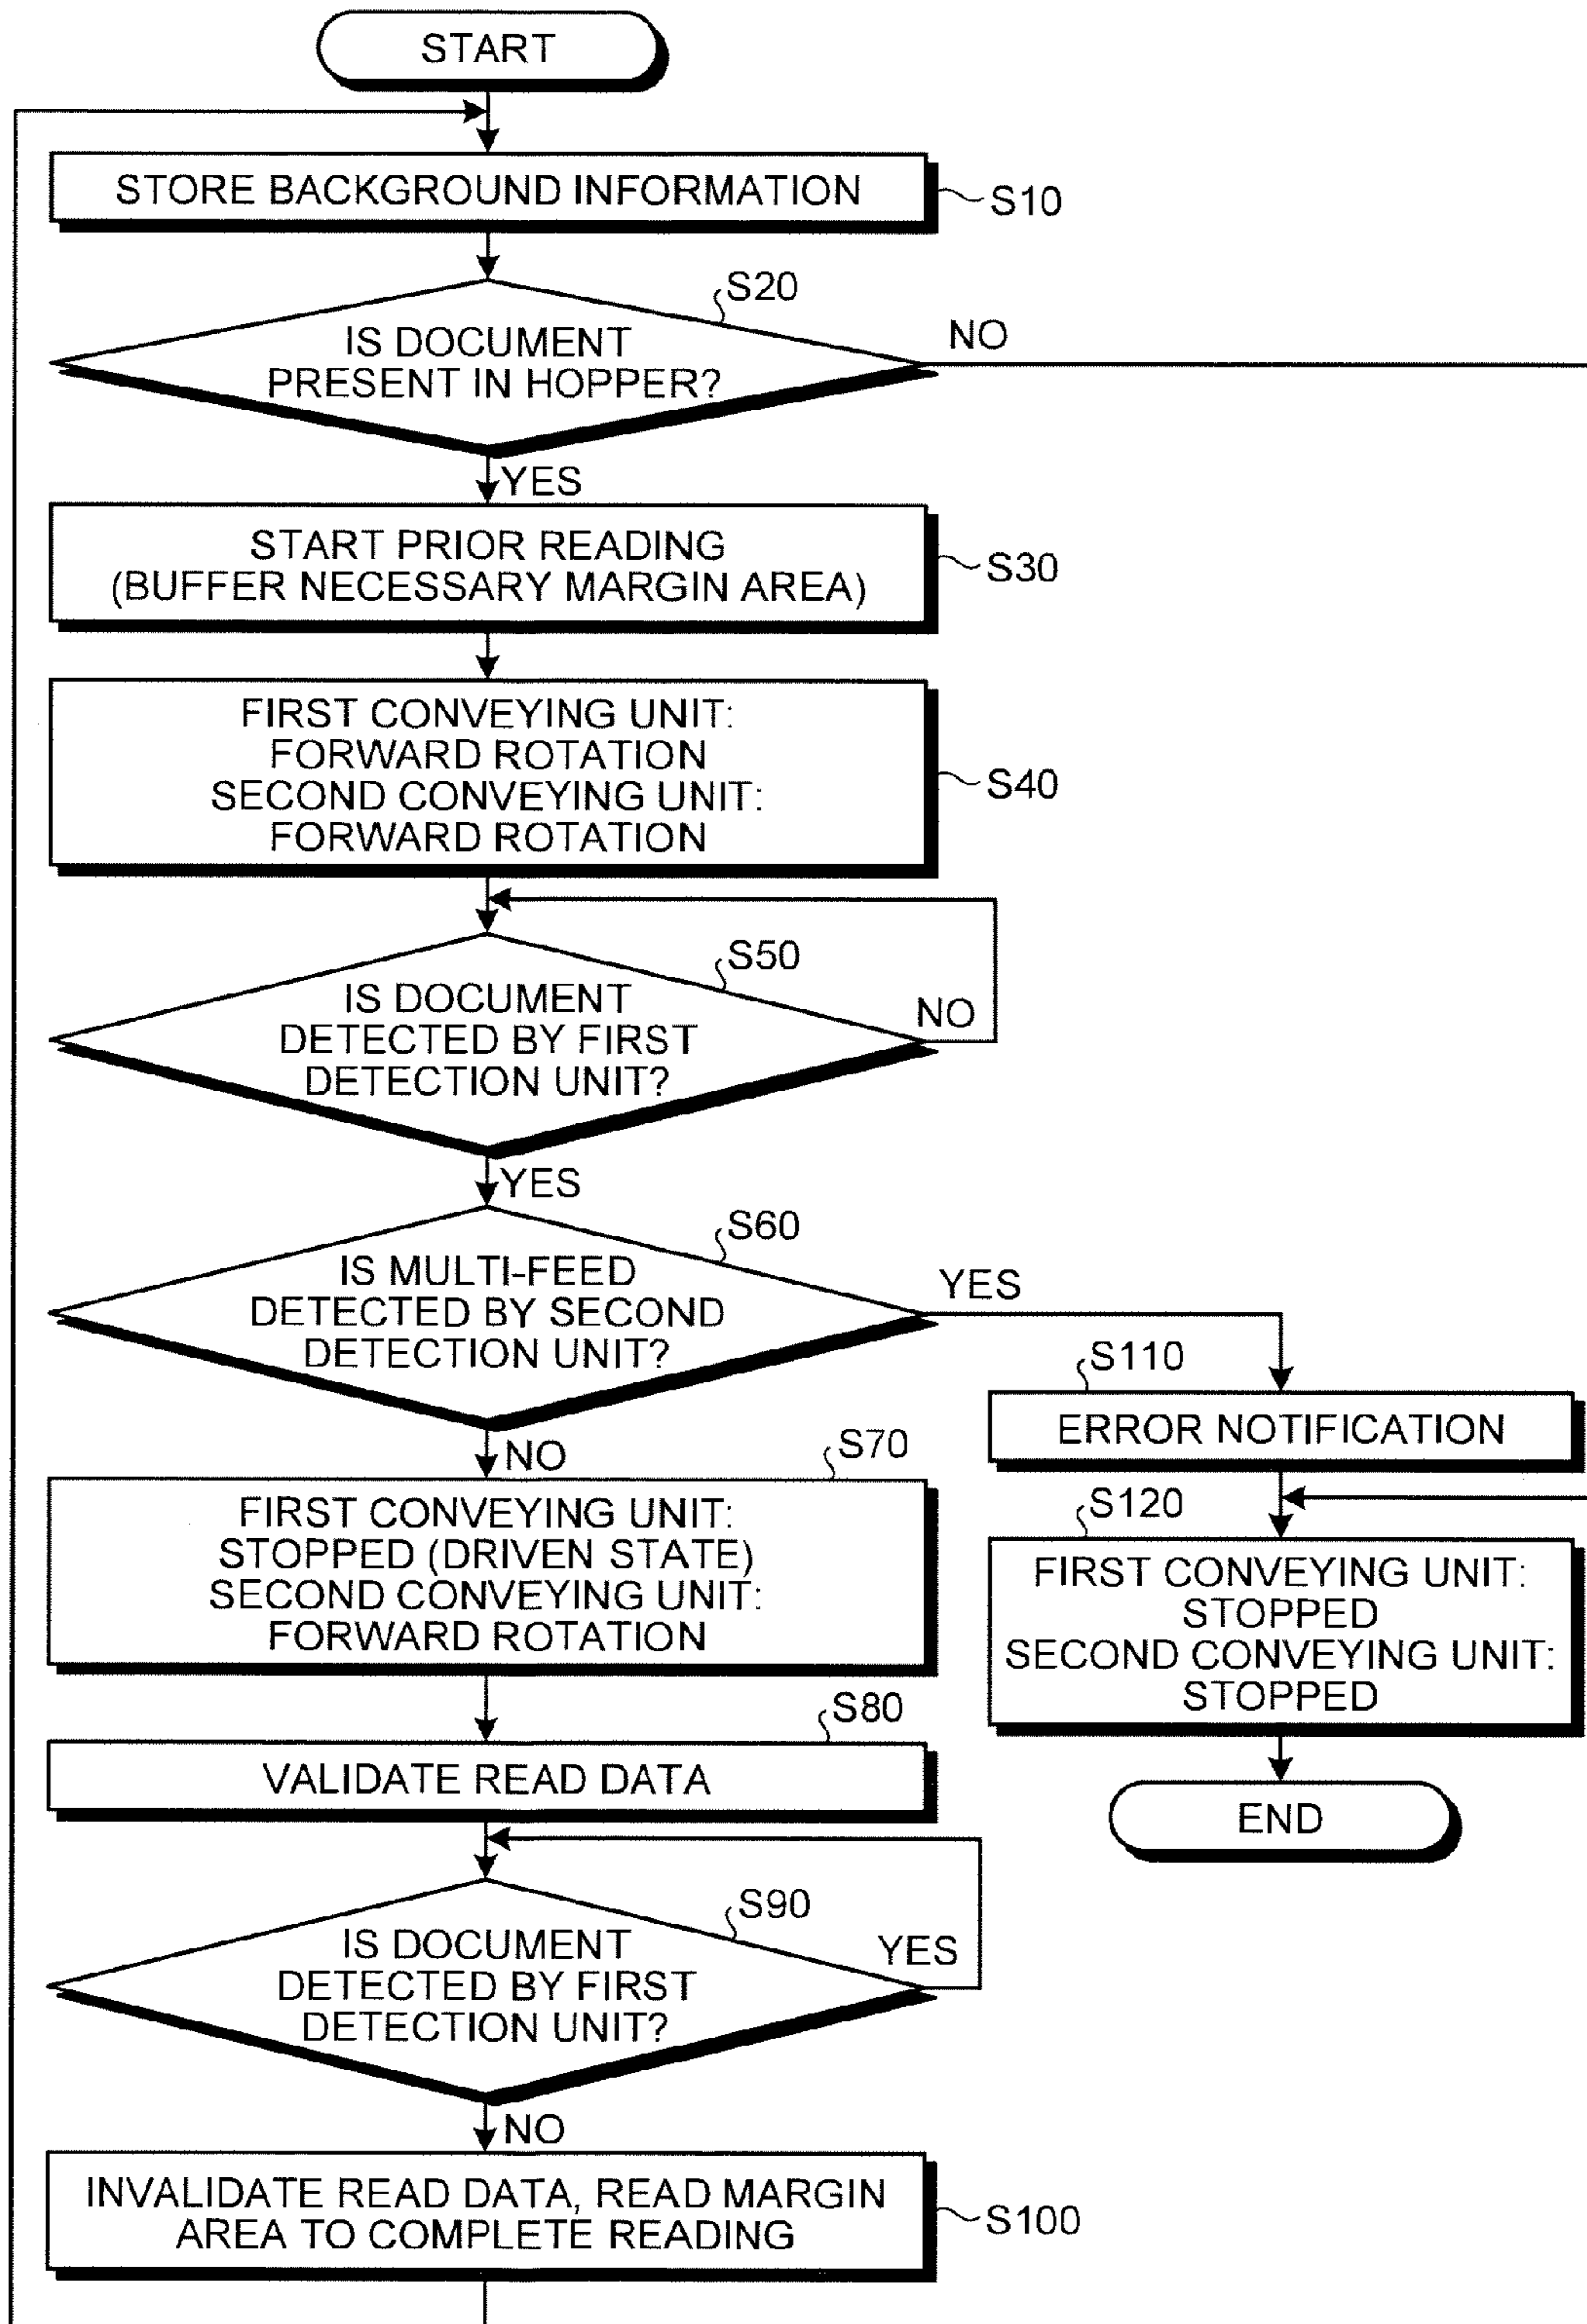 START
STORE BACKGROUND INFORMATION
S10
S20
IS DOCUMENT
PRESENT IN HOPPER?
NO
YES
START PRIOR READING
(BUFFER NECESSARY MARGIN AREA)
S30
FIRST CONVEYING UNIT:
FORWARD ROTATION
SECOND CONVEYING UNIT:
FORWARD ROTATION
S40
S50
IS DOCUMENT
DETECTED BY FIRST
DETECTION UNIT?
NO
YES
S60
IS MULTI-FEED
DETECTED BY SECOND
DETECTION UNIT?
YES
NO
S110
ERROR NOTIFICATION
S70
FIRST CONVEYING UNIT:
STOPPED (DRIVEN STATE)
SECOND CONVEYING UNIT:
FORWARD ROTATION
S120
FIRST CONVEYING UNIT:
STOPPED
SECOND CONVEYING UNIT:
STOPPED
S80
VALIDATE READ DATA
END
S90
IS DOCUMENT
DETECTED BY FIRST
DETECTION UNIT?
YES
NO
INVALIDATE READ DATA, READ MARGIN
AREA TO COMPLETE READING
S100